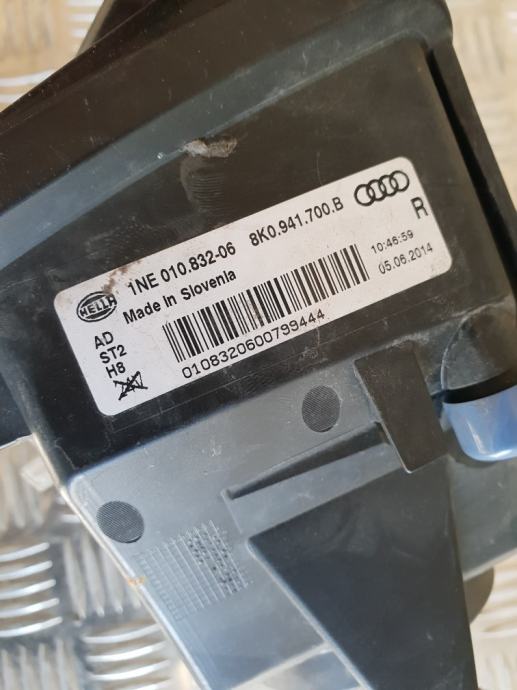 HELLA 1NE 010.832-06 8K0.941.700.B
Made in Slovenia
R
AD
ST2
H8
10:46:59
05.06.2014
0108320600799444